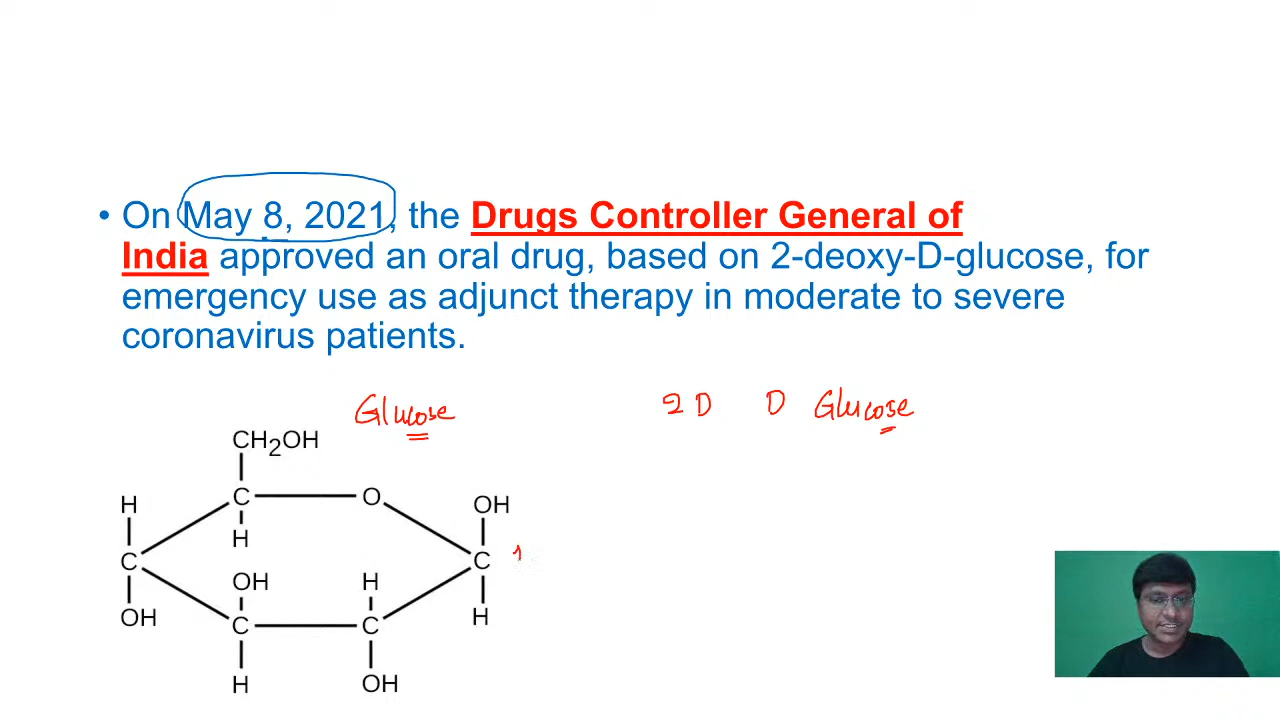 • On May 8, 2021, the Drugs Controller General of
India approved an oral drug, based on 2-deoxy-D-glucose, for
emergency use as adjunct therapy in moderate to severe
coronavirus patients.
Glucose
2D D Glucose
CH2OH
H C O OH
H
C C 1
OH H
OH H
C C
H OH